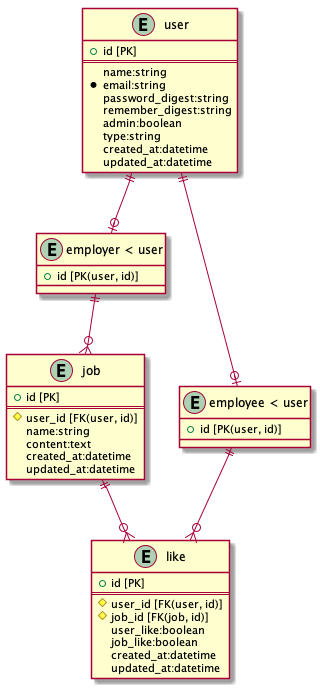 E user
id [PK]
name:string
email:string
password_digest:string
remember_digest:string
admin:boolean
type:string
created_at:datetime
updated_at:datetime
E employer < user
id [PK(user, id)]
E job
id [PK]
user_id [FK(user, id)]
name:string
content:text
created_at:datetime
updated_at:datetime
E employee < user
id [PK(user, id)]
E like
id [PK]
user_id [FK(user, id)]
job_id [FK(job, id)]
user_like:boolean
job_like:boolean
created_at:datetime
updated_at:datetime